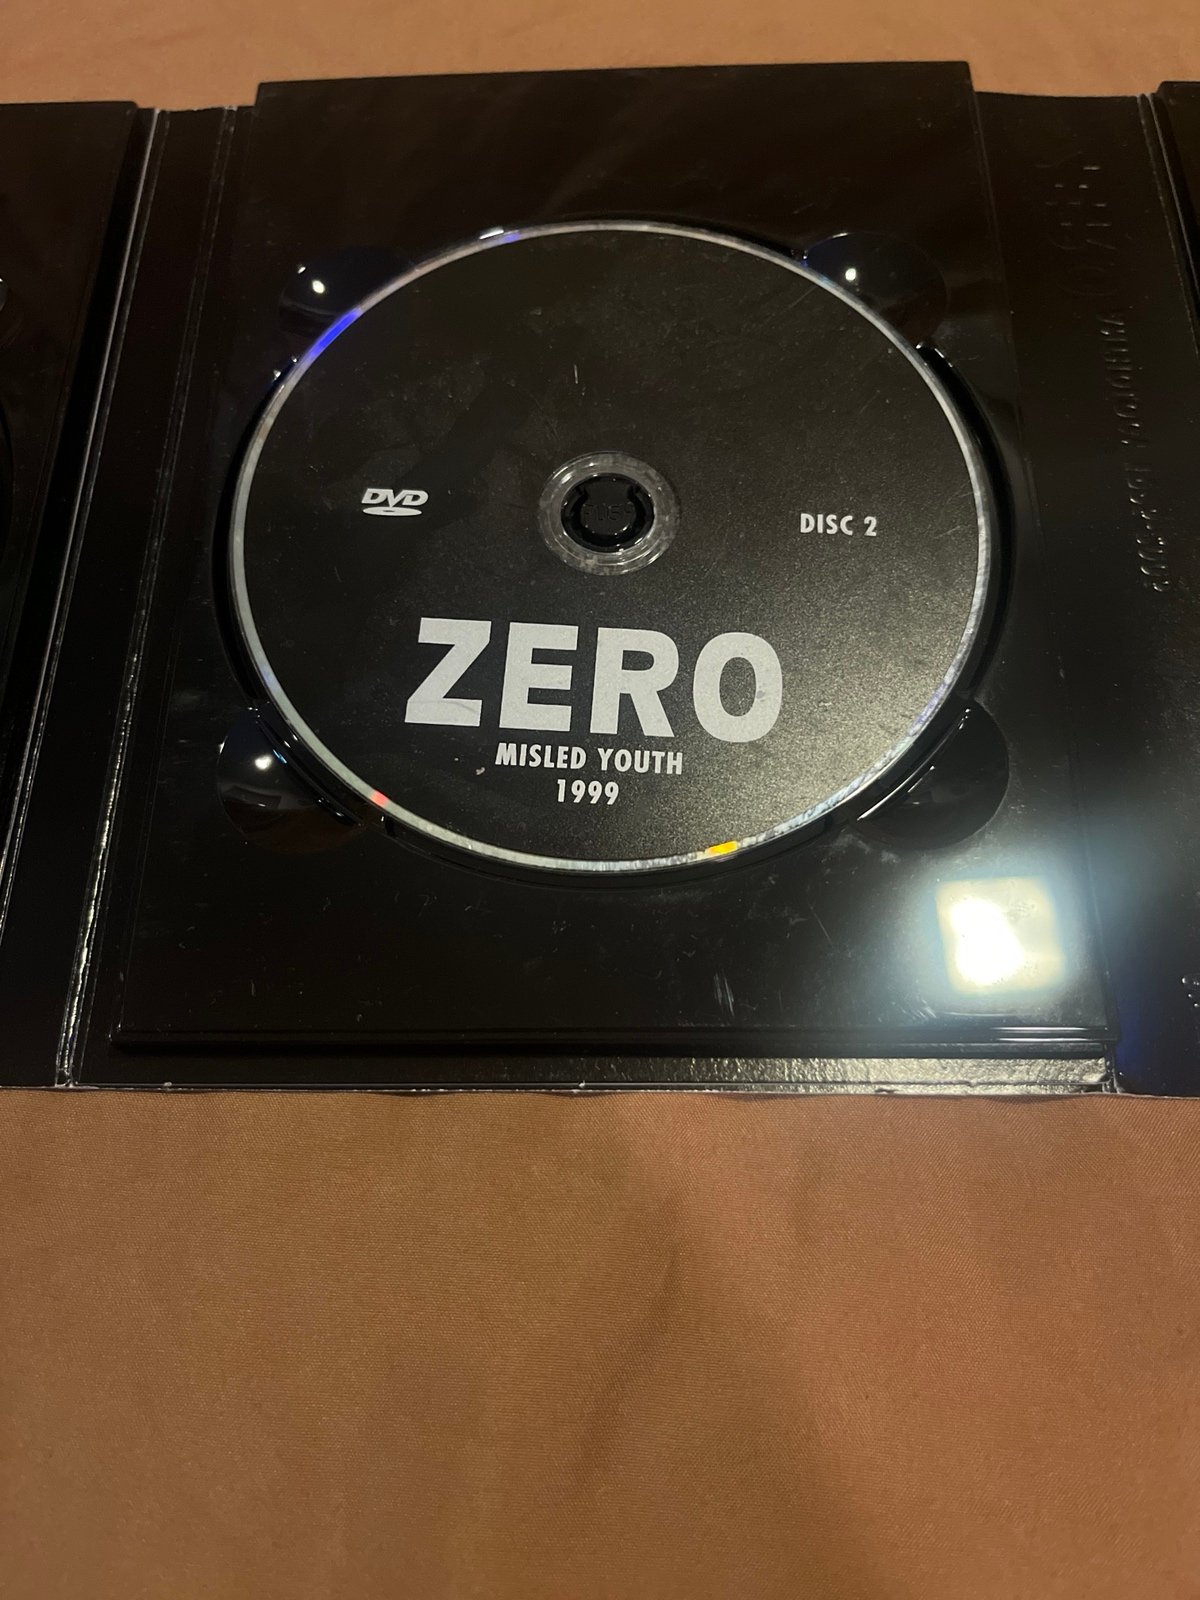 DVD
DISC 2
ZERO
MISLED YOUTH
1999